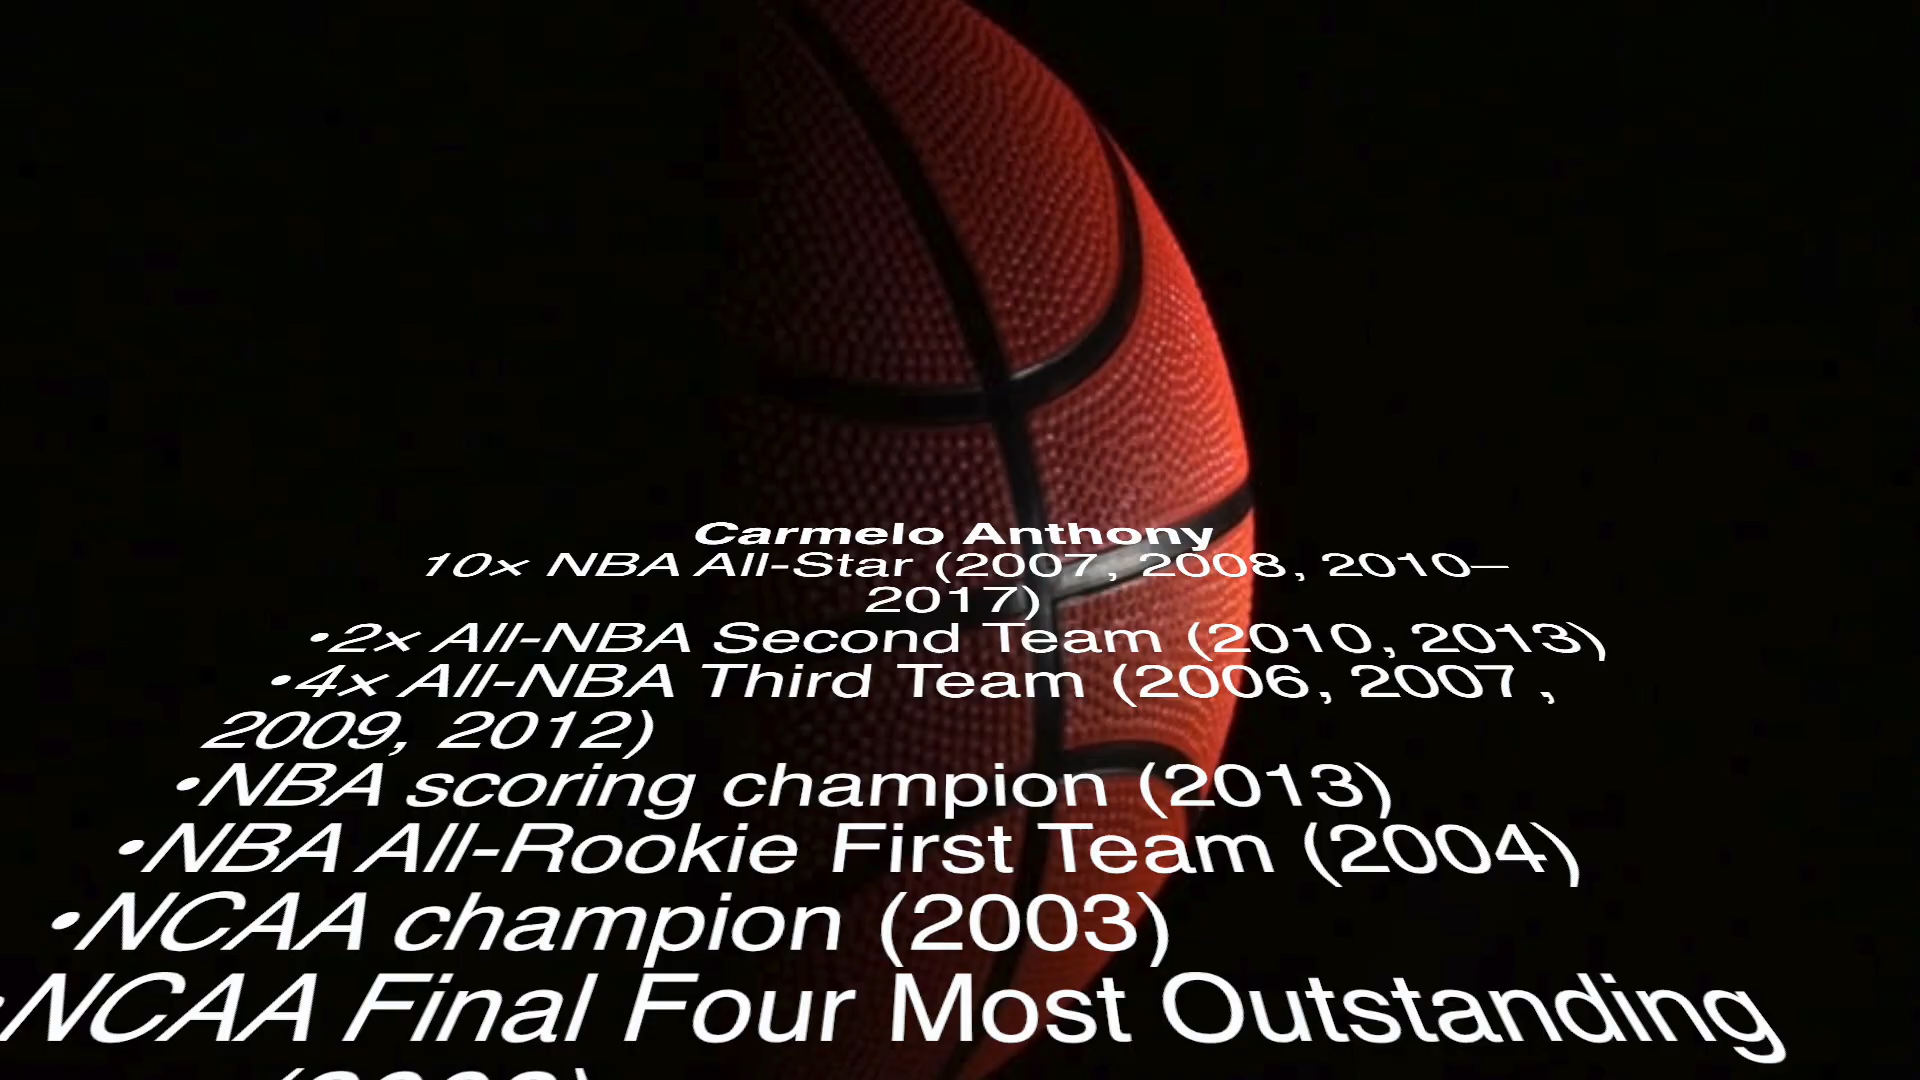 Carmelo Anthony
10x NBA All-Star (2007, 2008, 2010–
2017)
•2x All-NBA Second Team (2010, 2013)
•4x All-NBA Third Team (2006, 2007,
2009, 2012)
•NBA scoring champion (2013)
•NBA All-Rookie First Team (2004)
•NCAA champion (2003)
•NCAA Final Four Most Outstanding